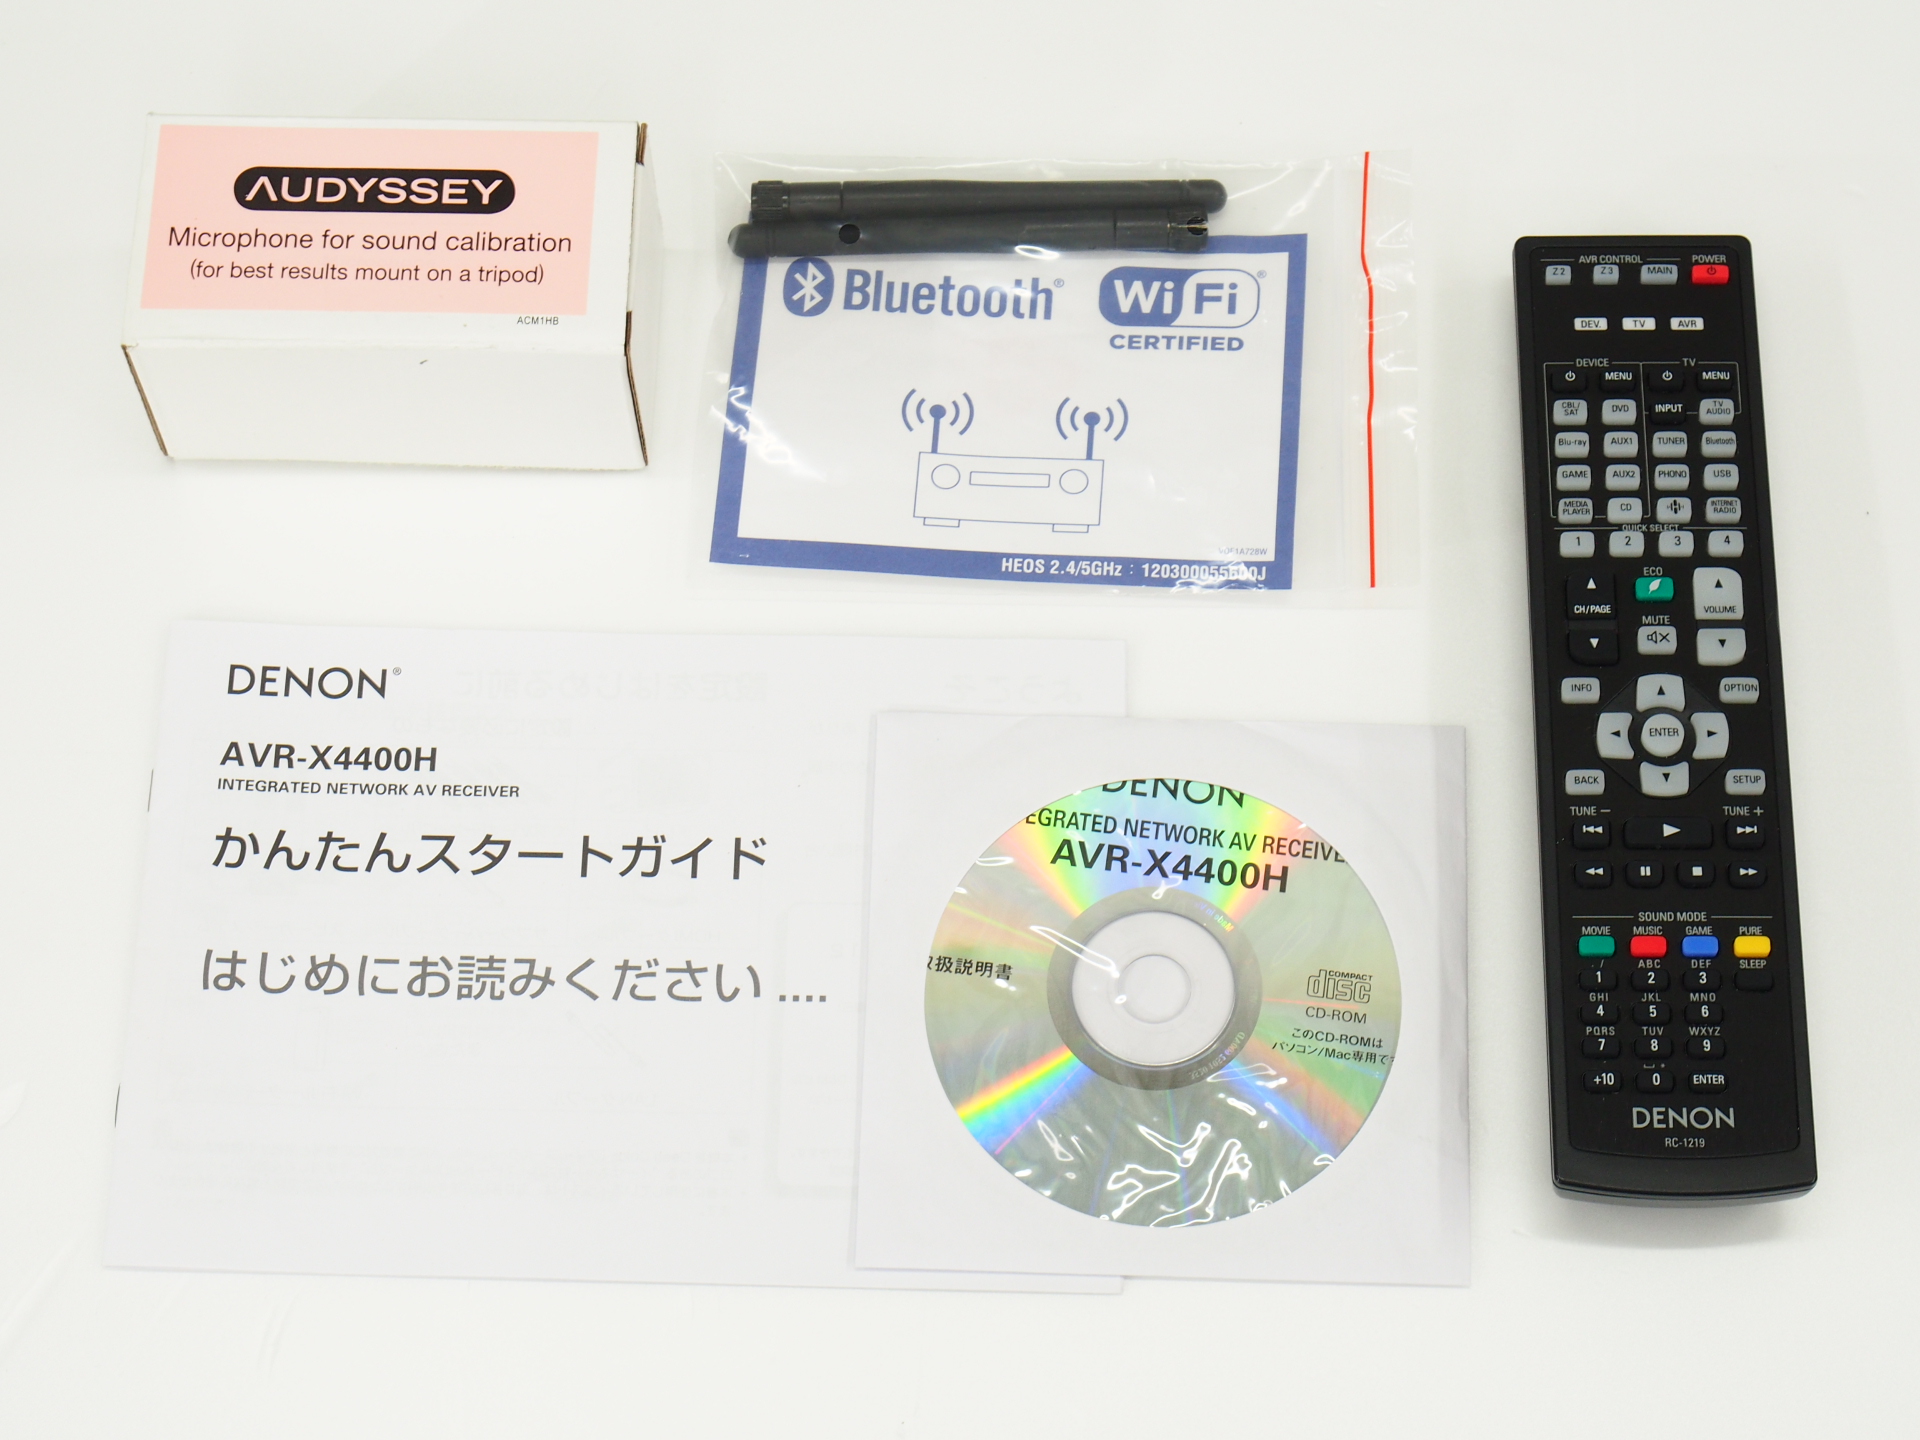 AUDYSSEY
Microphone for sound calibration
(for best results mount on a tripod)
ACM1HB
Bluetooth®
Wi Fi®
CERTIFIED
HEOS 2.4/5GHz : 120300055600J
DENON®
AVR-X4400H
INTEGRATED NETWORK AV RECEIVER
かんたんスタートガイド
はじめにお読みください ....
DENON
EGRATED NETWORK AV RECEIVE
AVR-X4400H
扱説明書
COMPACT
disc
CD-ROM
このCD-ROMは
パソコン/Mac専用で
AVR CONTROL POWER
Z2 Z3 MAIN
DEV. TV AVR
DEVICE TV
MENU MENU
CBL/SAT DVD INPUT TV AUDIO
Blu-ray AUX1 TUNER Bluetooth
GAME AUX2 PHONO USB
MEDIA PLAYER CD INTERNET RADIO
QUICK SELECT
1 2 3 4
ECO
CH/PAGE VOLUME
MUTE
INFO OPTION
ENTER
BACK SETUP
TUNE − TUNE +
SOUND MODE
MOVIE MUSIC GAME PURE
./ ABC DEF SLEEP
1 2 3
GHI JKL MNO
4 5 6
PQRS TUV WXYZ
7 8 9
+10 0 ENTER
DENON
RC-1219